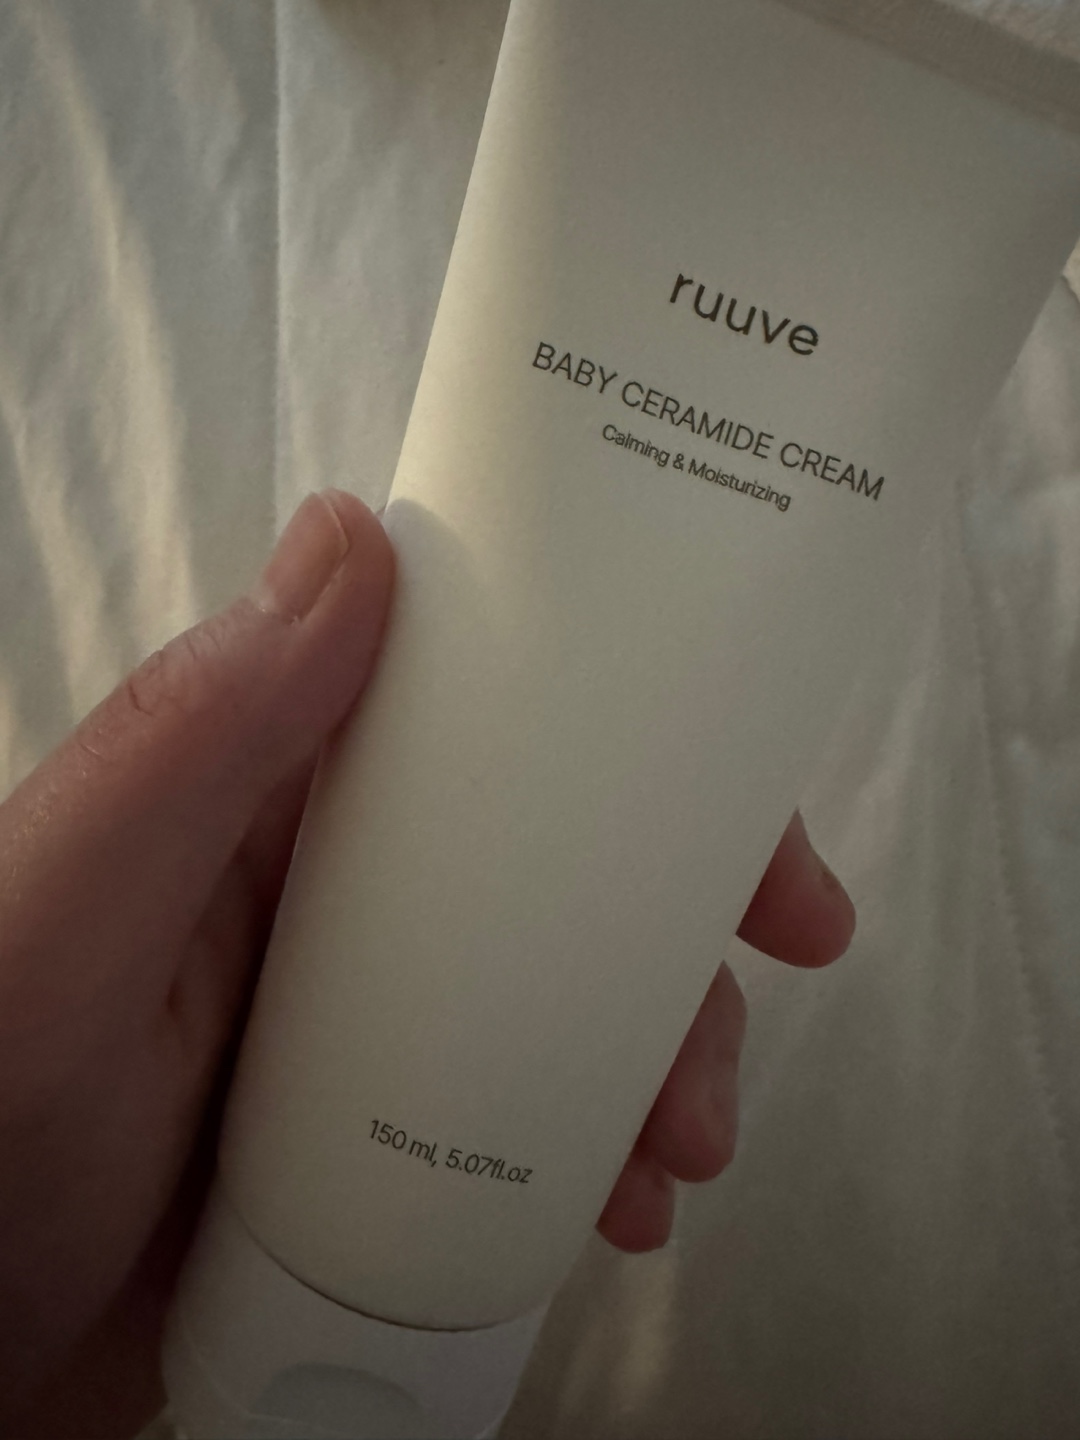 ruuve
BABY CERAMIDE CREAM
Calming & Moisturizing
150 ml, 5.07fl.oz